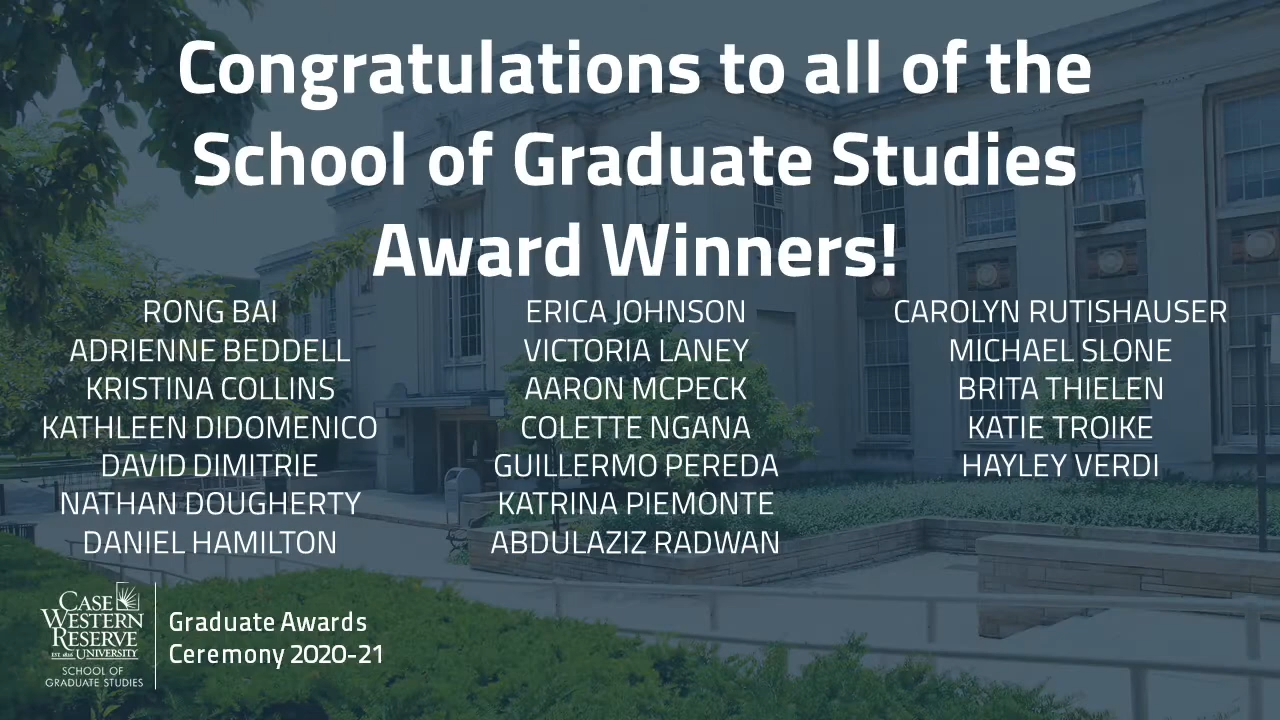 Congratulations to all of the
School of Graduate Studies
Award Winners!
RONG BAI
ADRIENNE BEDDELL
KRISTINA COLLINS
KATHLEEN DIDOMENICO
DAVID DIMITRIE
NATHAN DOUGHERTY
DANIEL HAMILTON
ERICA JOHNSON
VICTORIA LANEY
AARON MCPECK
COLETTE NGANA
GUILLERMO PEREDA
KATRINA PIEMONTE
ABDULAZIZ RADWAN
CAROLYN RUTISHAUSER
MICHAEL SLONE
BRITA THIELEN
KATIE TROIKE
HAYLEY VERDI
CASE
WESTERN
RESERVE
EST. 1826 UNIVERSITY
SCHOOL OF
GRADUATE STUDIES
Graduate Awards
Ceremony 2020-21